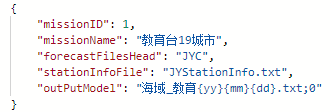 {
"missionID": 1,
"missionName": "教育台19城市",
"forecastFilesHead": "JYC",
"stationInfoFile": "JYStationInfo.txt",
"outPutModel": "海域_教育{yy}{mm}{dd}.txt;0"
}